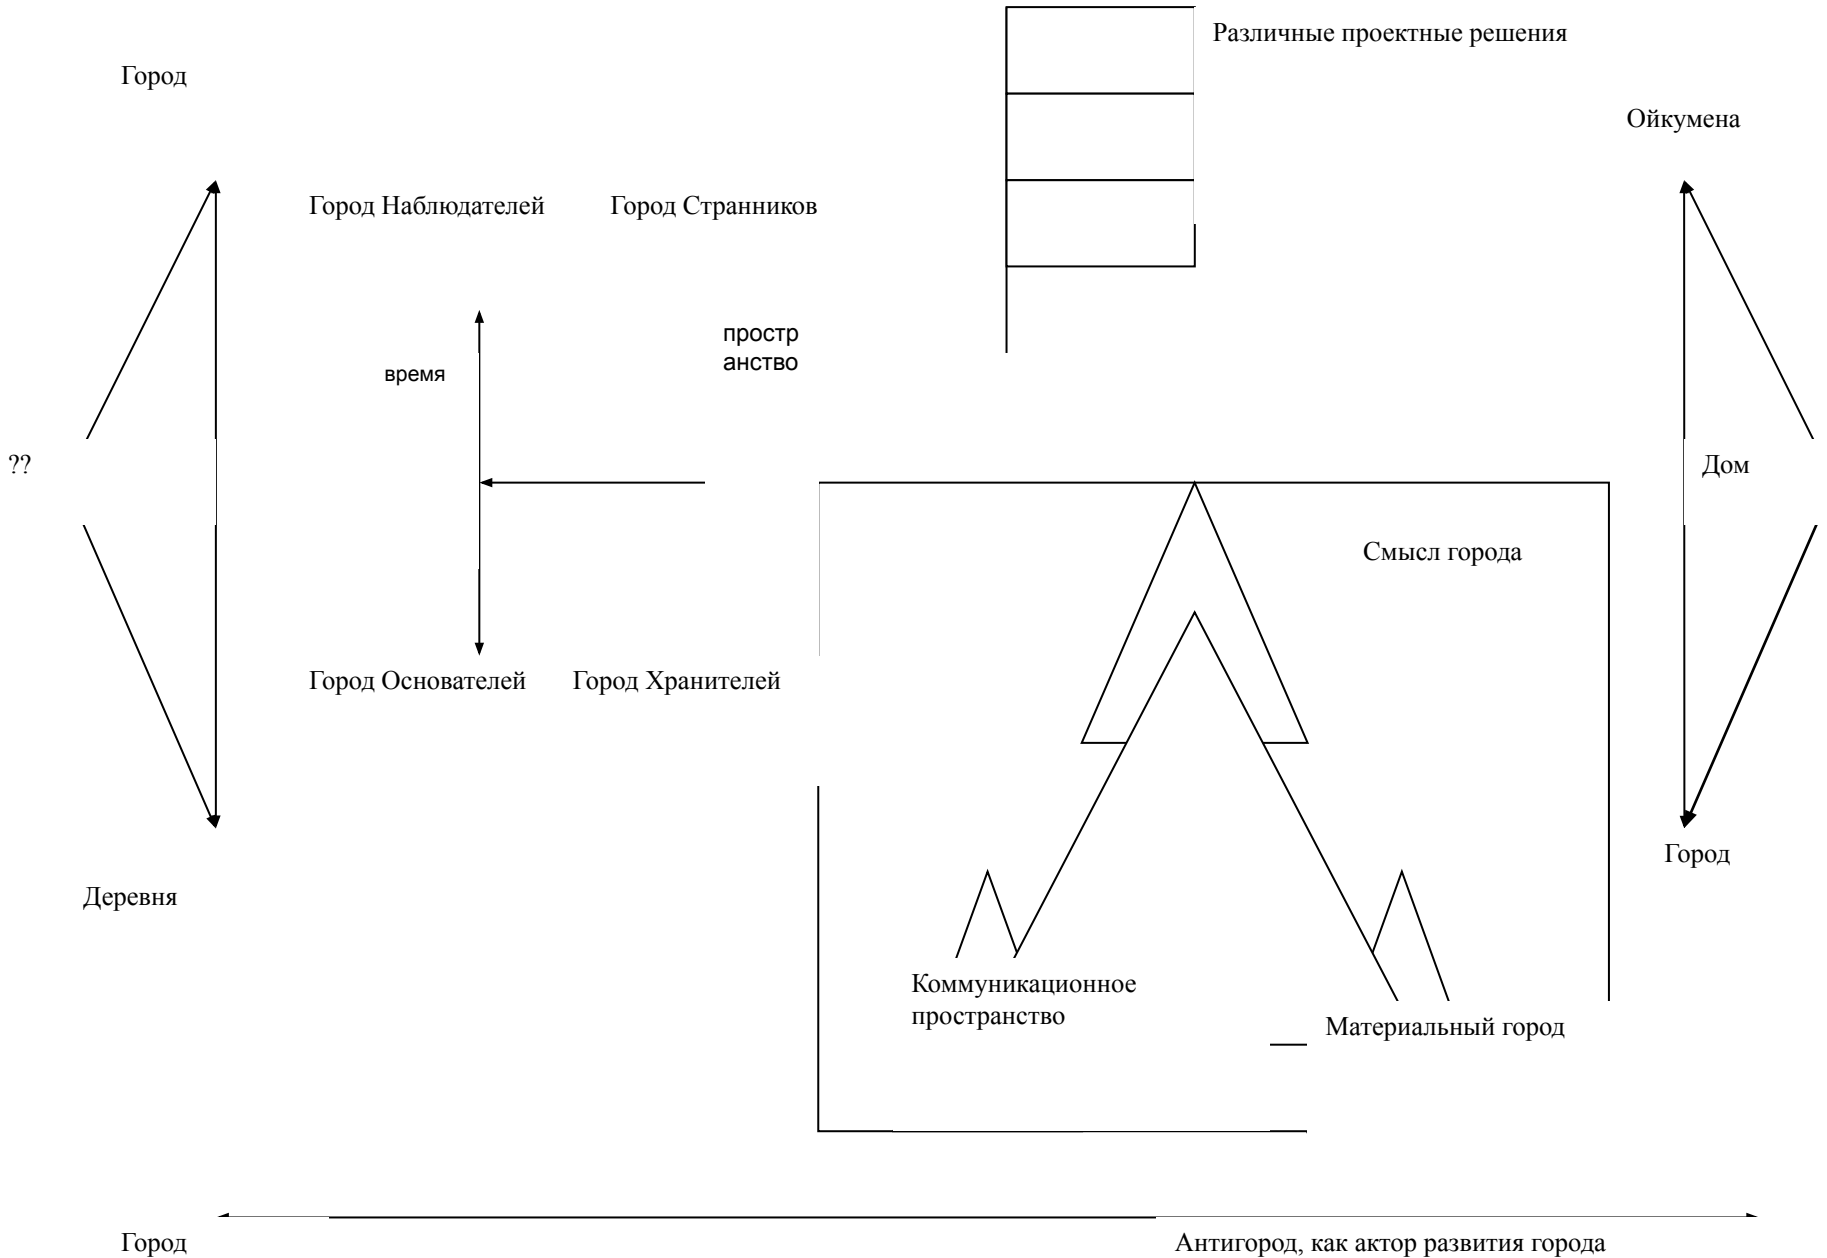 Различные проектные решения
Город
Ойкумена
Город Наблюдателей
Город Странников
простр
анство
время
??
Дом
Смысл города
Город Основателей
Город Хранителей
Город
Деревня
Коммуникационное
пространство
Материальный город
Город
Антигород, как актор развития города